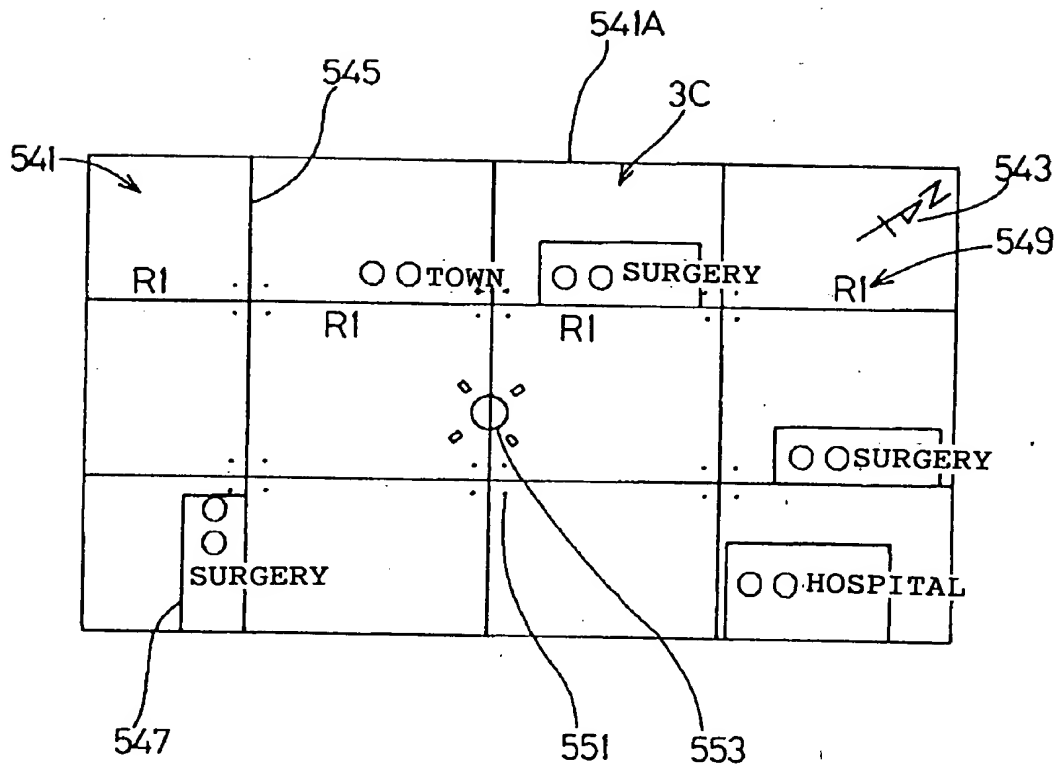 541A
545
3C
541
543
N
549
R1
○○TOWN
○○ SURGERY
R1
R1
R1
○○SURGERY
○
○
SURGERY
○○HOSPITAL
547
551
553